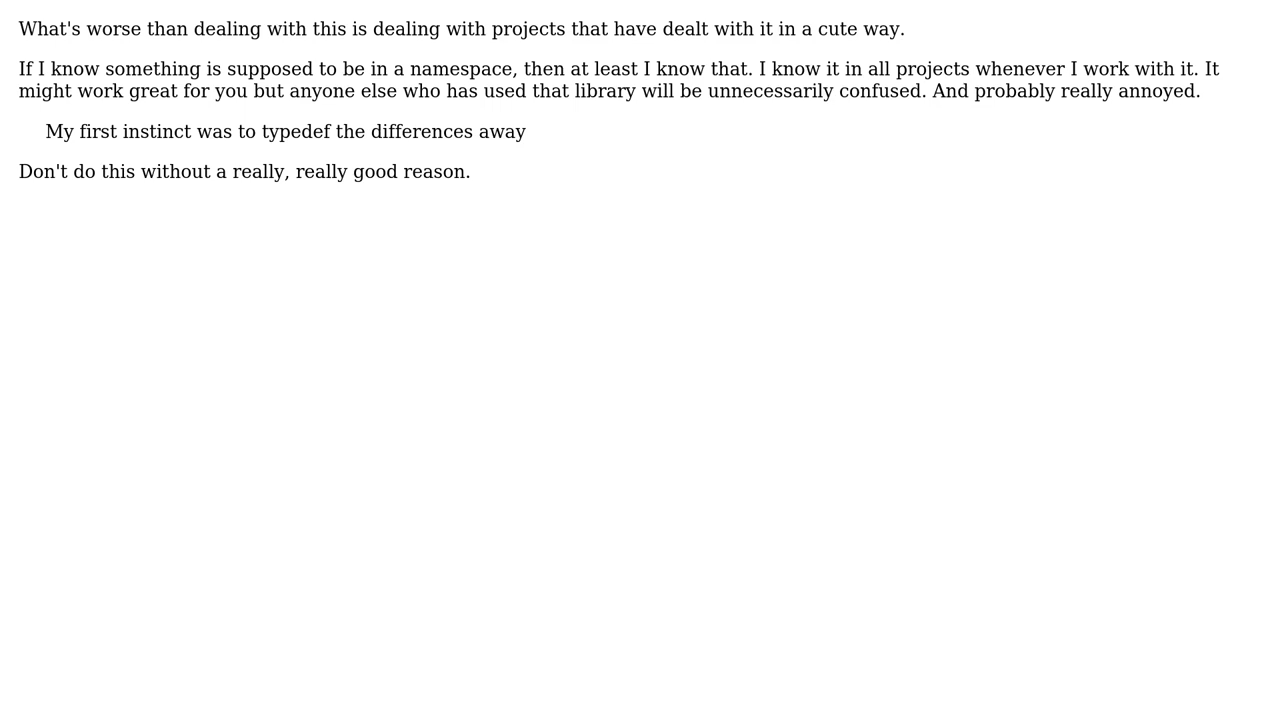 What's worse than dealing with this is dealing with projects that have dealt with it in a cute way.
If I know something is supposed to be in a namespace, then at least I know that. I know it in all projects whenever I work with it. It
might work great for you but anyone else who has used that library will be unnecessarily confused. And probably really annoyed.
My first instinct was to typedef the differences away
Don't do this without a really, really good reason.